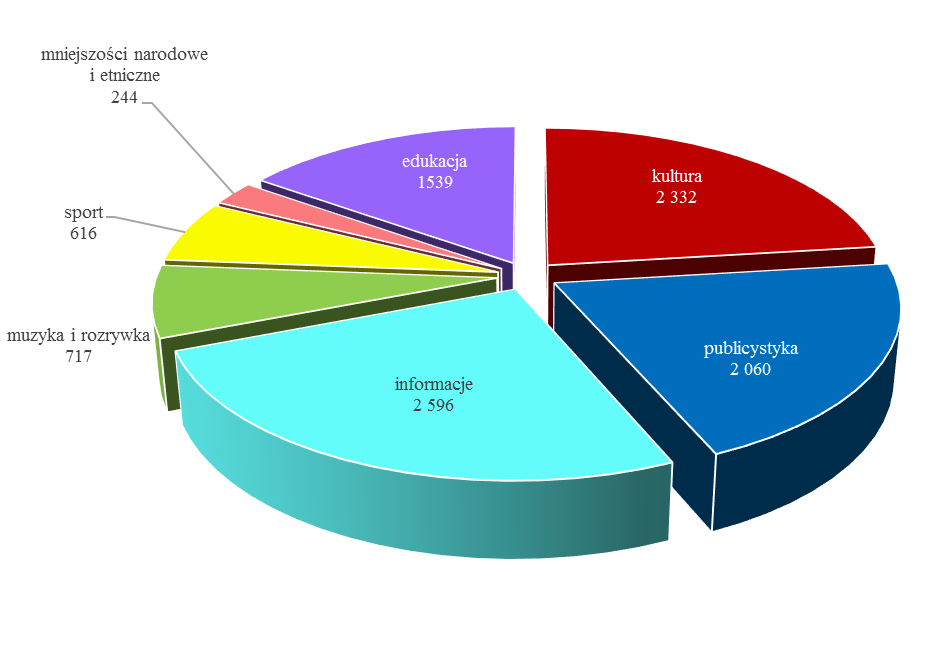 mniejszości narodowe
i etniczne
244
edukacja
1539
kultura
2 332
sport
616
muzyka i rozrywka
717
publicystyka
2 060
informacje
2 596